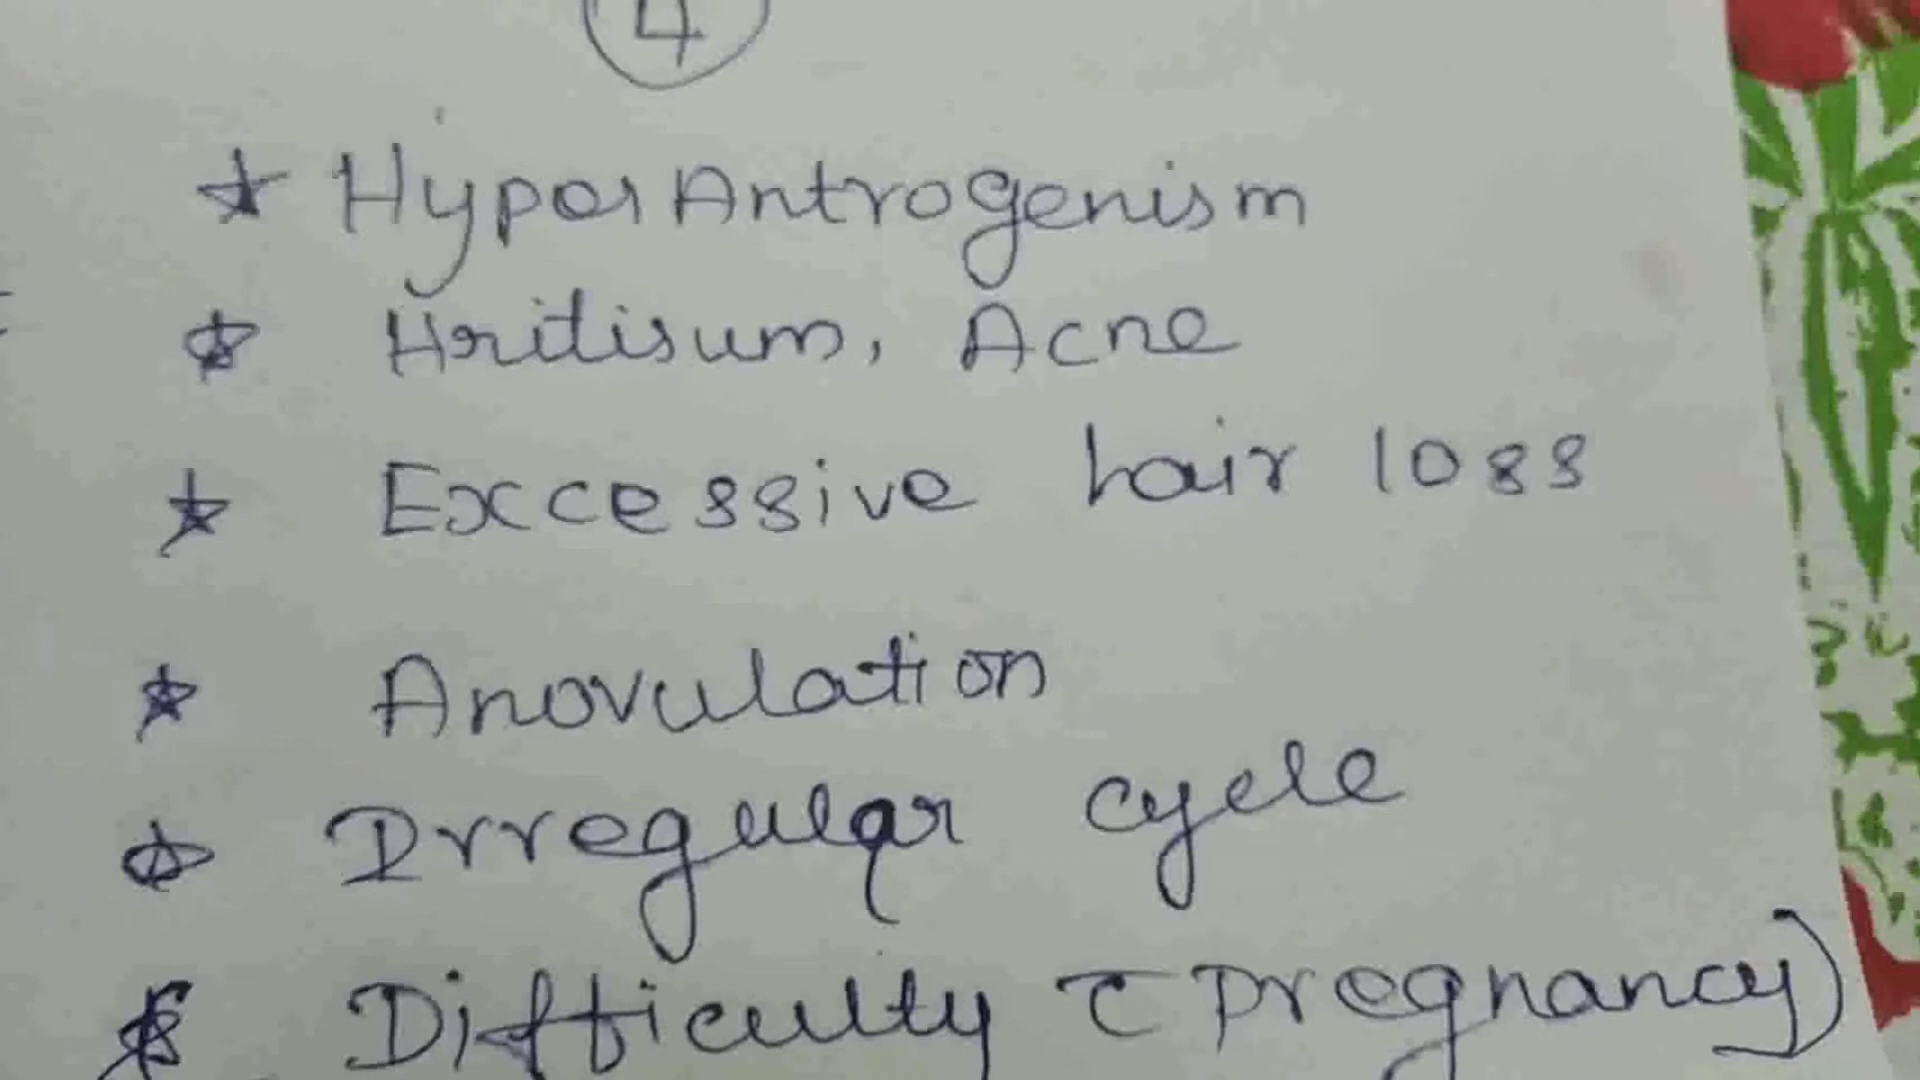 4
★ Hyper Antrogenism
★ Hritisum, Acne
★ Excessive hair loss
★ Anovulation
★ Irregular cycle
★ Difficulty c̄ pregnancy)